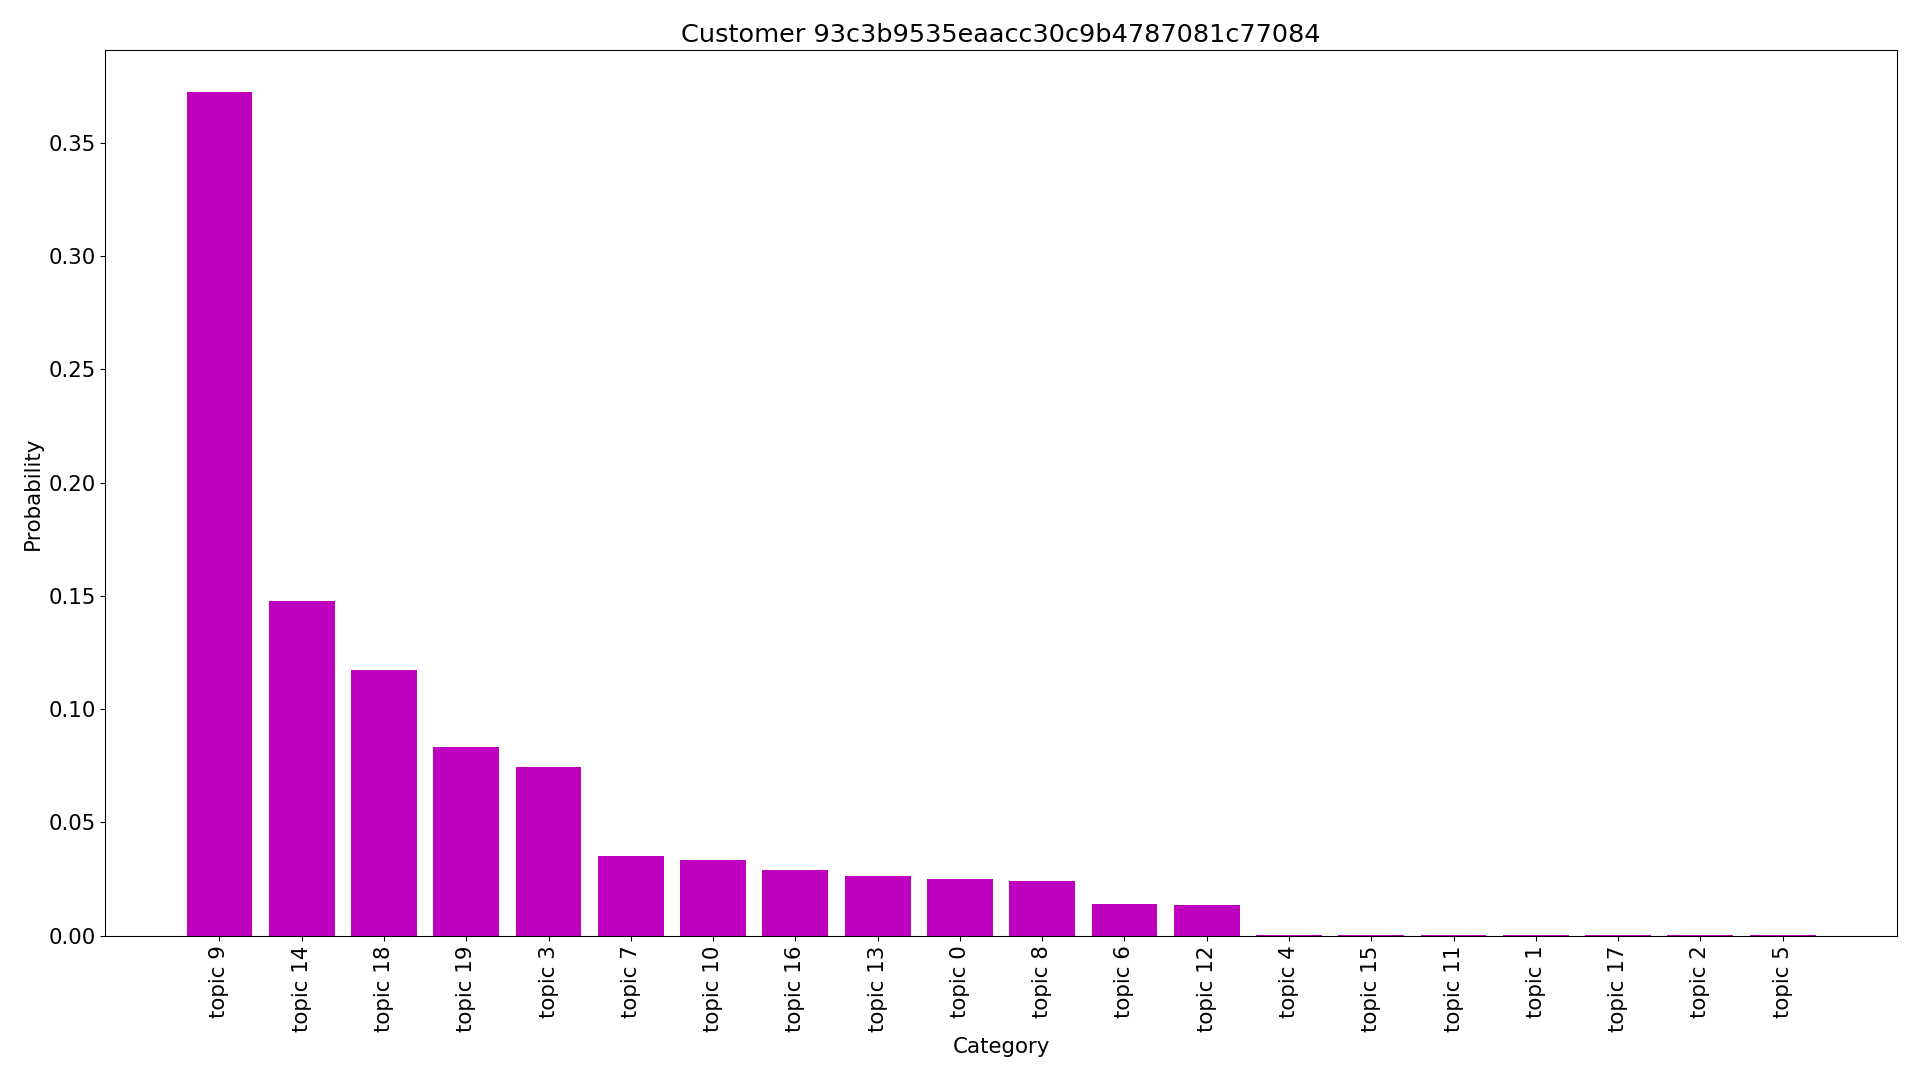 Customer 93c3b9535eaacc30c9b4787081c77084
Probability
0.35
0.30
0.25
0.20
0.15
0.10
0.05
0.00
topic 9
topic 14
topic 18
topic 19
topic 3
topic 7
topic 10
topic 16
topic 13
topic 0
topic 8
topic 6
topic 12
topic 4
topic 15
topic 11
topic 1
topic 17
topic 2
topic 5
Category